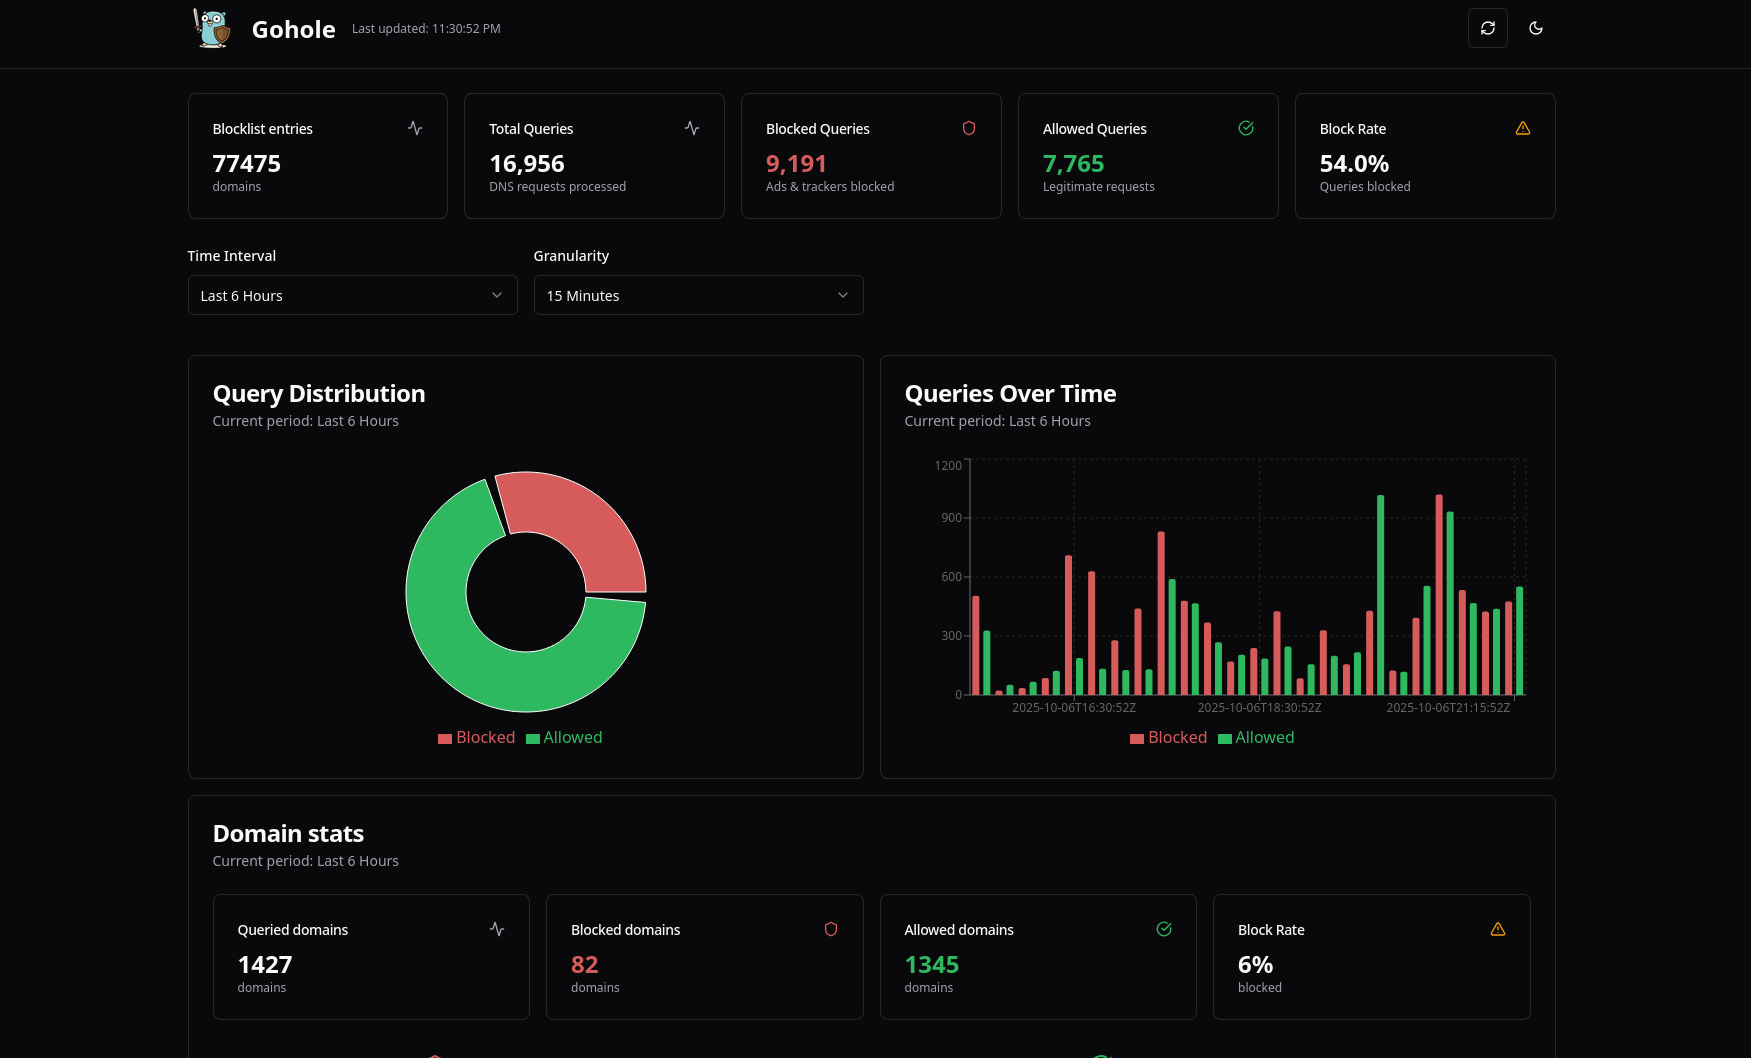 Gohole
Last updated: 11:30:52 PM
Blocklist entries
77475
domains
Total Queries
16,956
DNS requests processed
Blocked Queries
9,191
Ads & trackers blocked
Allowed Queries
7,765
Legitimate requests
Block Rate
54.0%
Queries blocked
Time Interval
Last 6 Hours
Granularity
15 Minutes
Query Distribution
Current period: Last 6 Hours
Blocked
Allowed
Queries Over Time
Current period: Last 6 Hours
1200
900
600
300
0
2025-10-06T16:30:52Z
2025-10-06T18:30:52Z
2025-10-06T21:15:52Z
Blocked
Allowed
Domain stats
Current period: Last 6 Hours
Queried domains
1427
domains
Blocked domains
82
domains
Allowed domains
1345
domains
Block Rate
6%
blocked